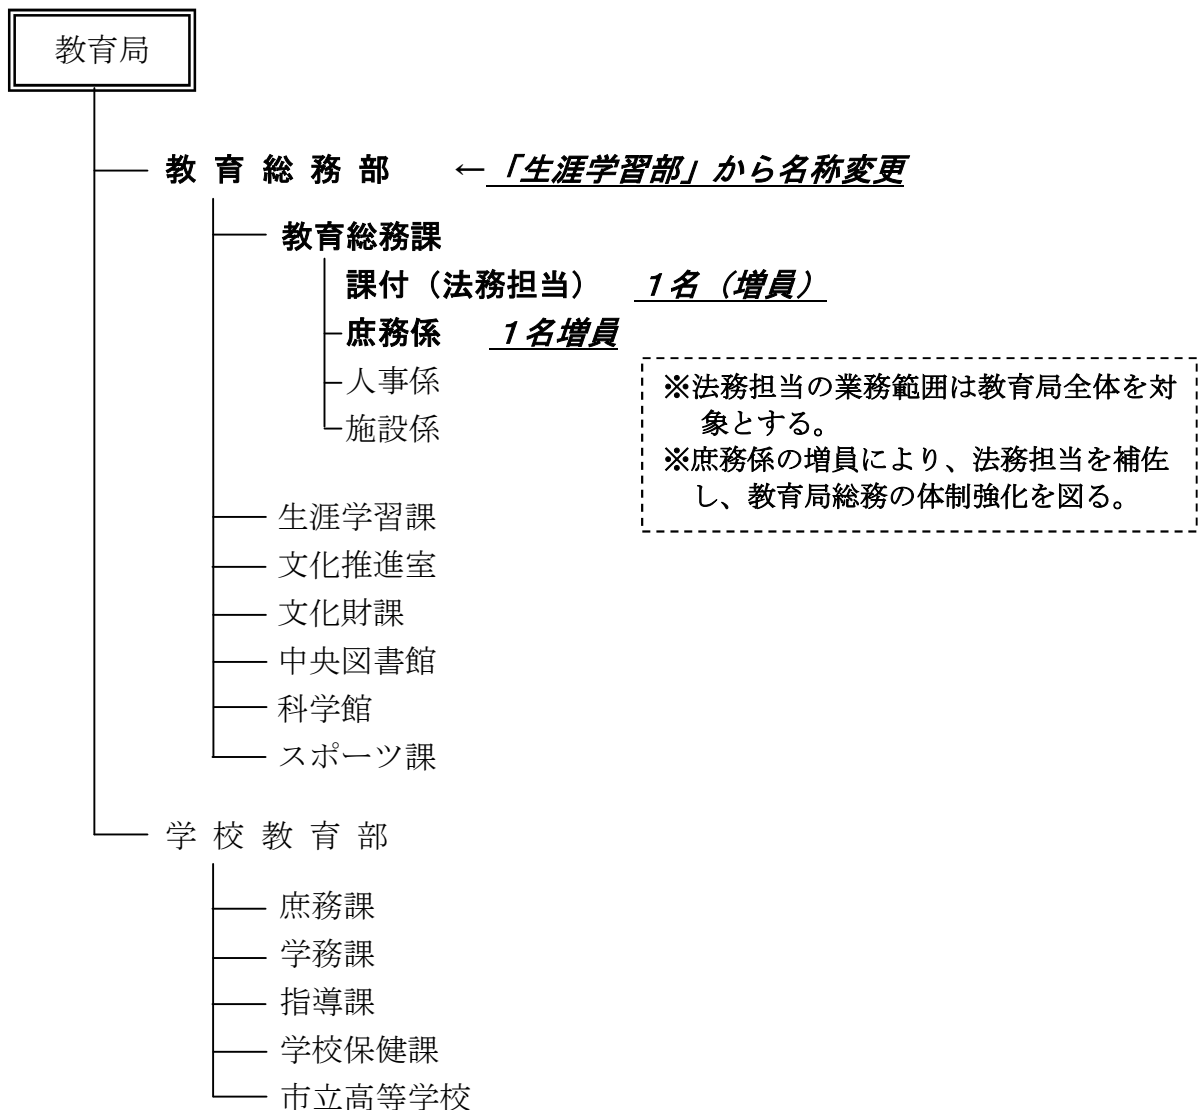 教育局
教 育 総 務 部　←「生涯学習部」から名称変更
教育総務課
課付（法務担当）　１名（増員）
庶務係　１名増員
人事係
施設係
※法務担当の業務範囲は教育局全体を対
象とする。
※庶務係の増員により、法務担当を補佐
し、教育局総務の体制強化を図る。
生涯学習課
文化推進室
文化財課
中央図書館
科学館
スポーツ課
学 校 教 育 部
庶務課
学務課
指導課
学校保健課
市立高等学校